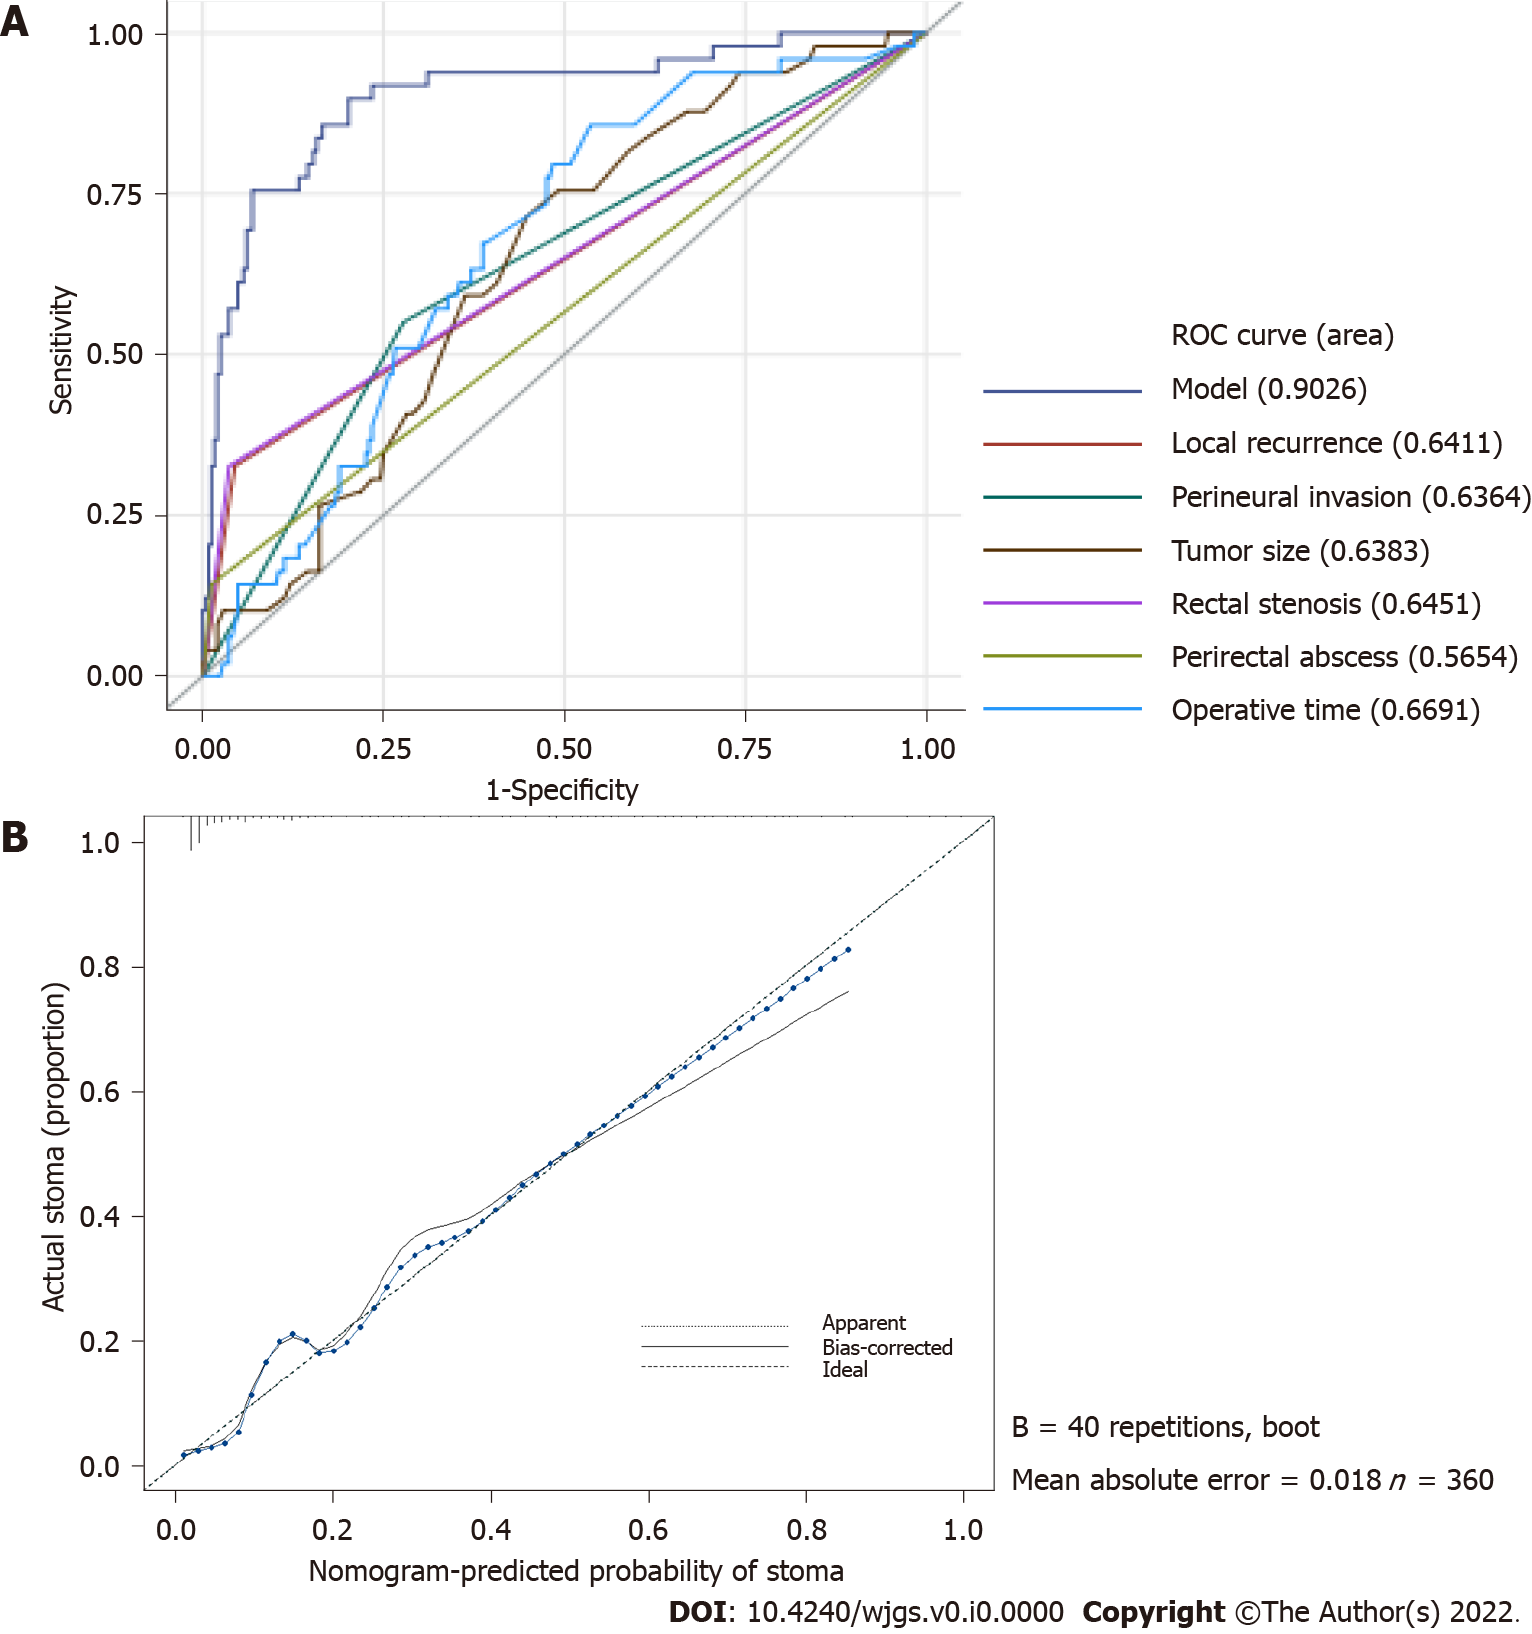 A
1.00
0.75
0.50
0.25
0.00
Sensitivity
0.00 0.25 0.50 0.75 1.00
1-Specificity
ROC curve (area)
Model (0.9026)
Local recurrence (0.6411)
Perineural invasion (0.6364)
Tumor size (0.6383)
Rectal stenosis (0.6451)
Perirectal abscess (0.5654)
Operative time (0.6691)
B
1.0
0.8
0.6
0.4
0.2
0.0
Actual stoma (proportion)
Apparent
Bias-corrected
Ideal
0.0 0.2 0.4 0.6 0.8 1.0
Nomogram-predicted probability of stoma
B = 40 repetitions, boot
Mean absolute error = 0.018 n = 360
DOI: 10.4240/wjgs.v0.i0.0000 Copyright ©The Author(s) 2022.